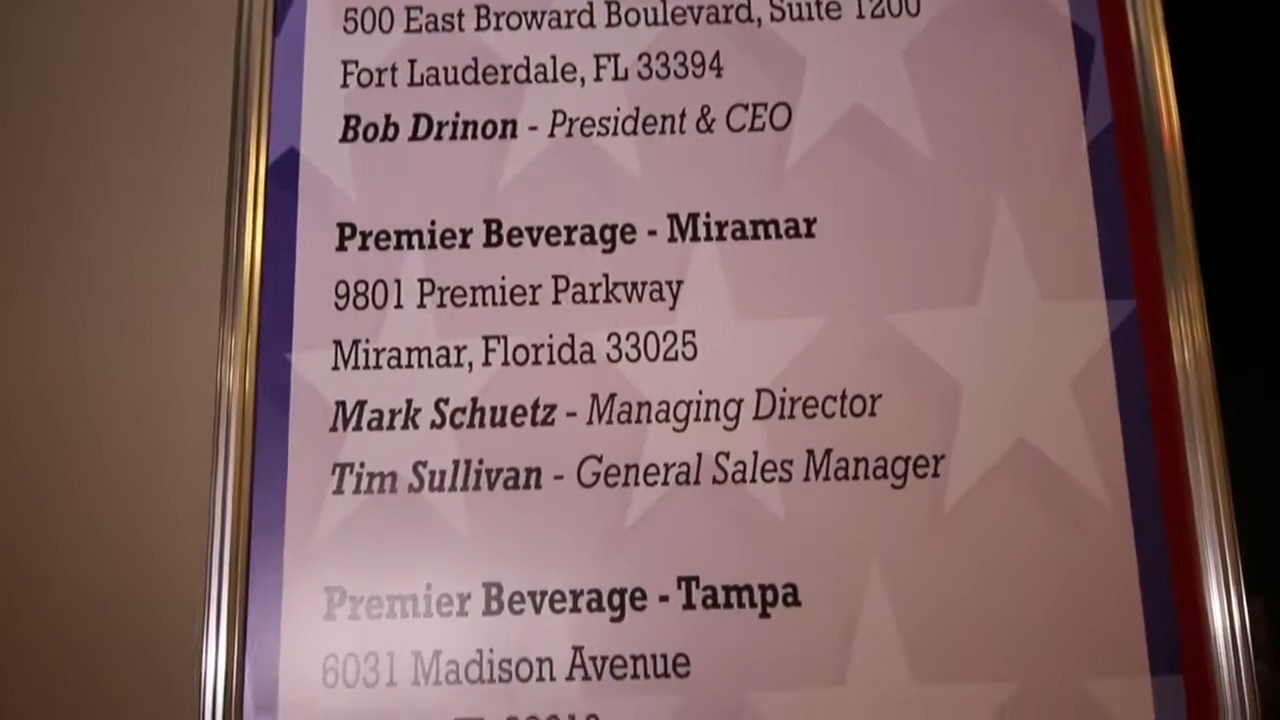 500 East Broward Boulevard, Suite 1200
Fort Lauderdale, FL 33394
Bob Drinon - President & CEO
Premier Beverage - Miramar
9801 Premier Parkway
Miramar, Florida 33025
Mark Schuetz - Managing Director
Tim Sullivan - General Sales Manager
Premier Beverage - Tampa
6031 Madison Avenue